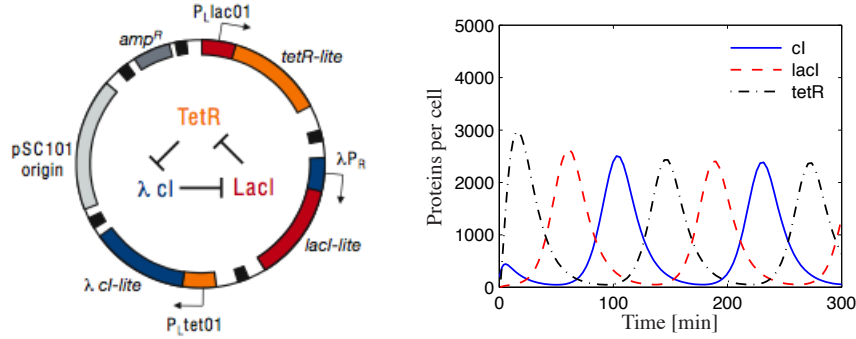 PLlac01
ampR
tetR-lite
TetR
pSC101
origin
λPR
λ cI
LacI
lacI-lite
λ cI-lite
PLtet01
cI
lacI
tetR
5000
4000
3000
2000
1000
0
Proteins per cell
0
100
200
300
Time [min]